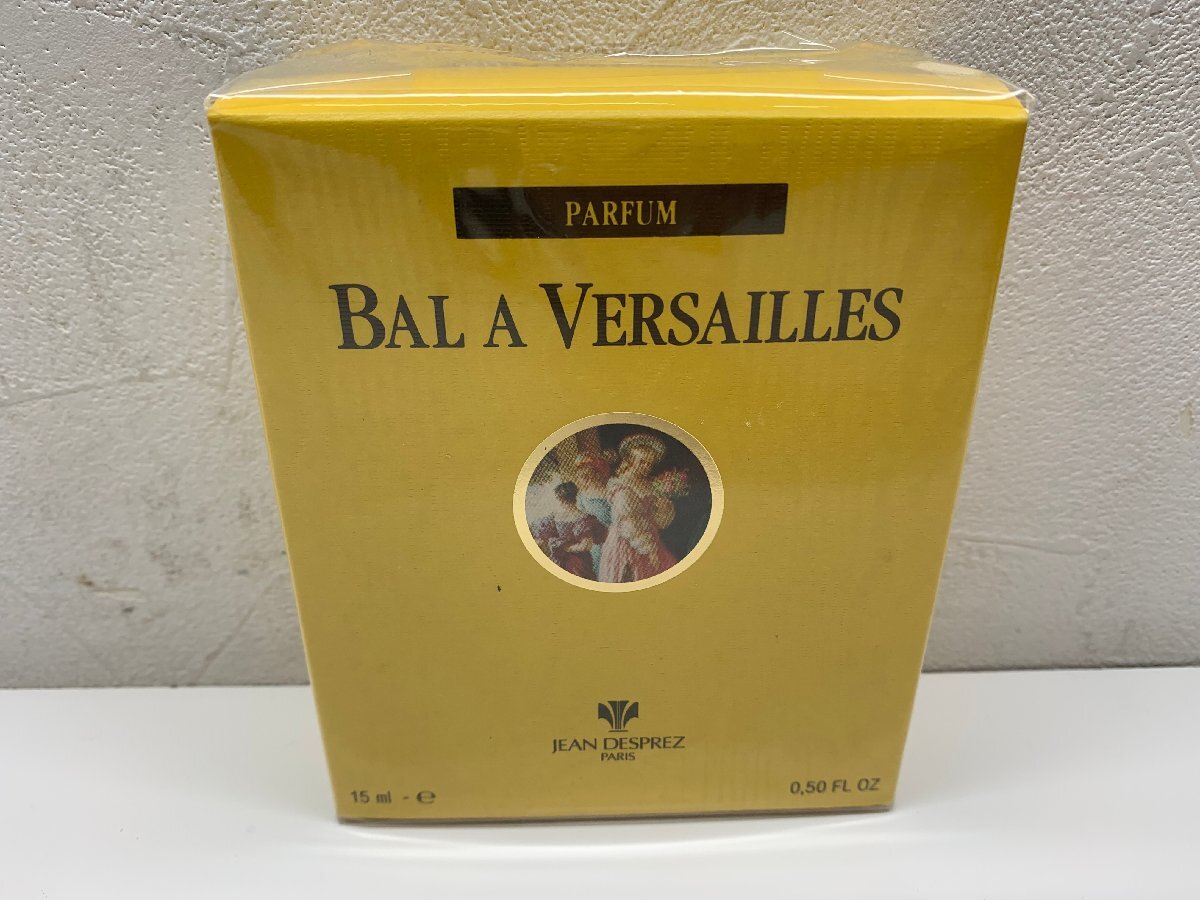 PARFUM
BAL A VERSAILLES
JEAN DESPREZ
PARIS
15 ml - ℮
0,50 FL OZ